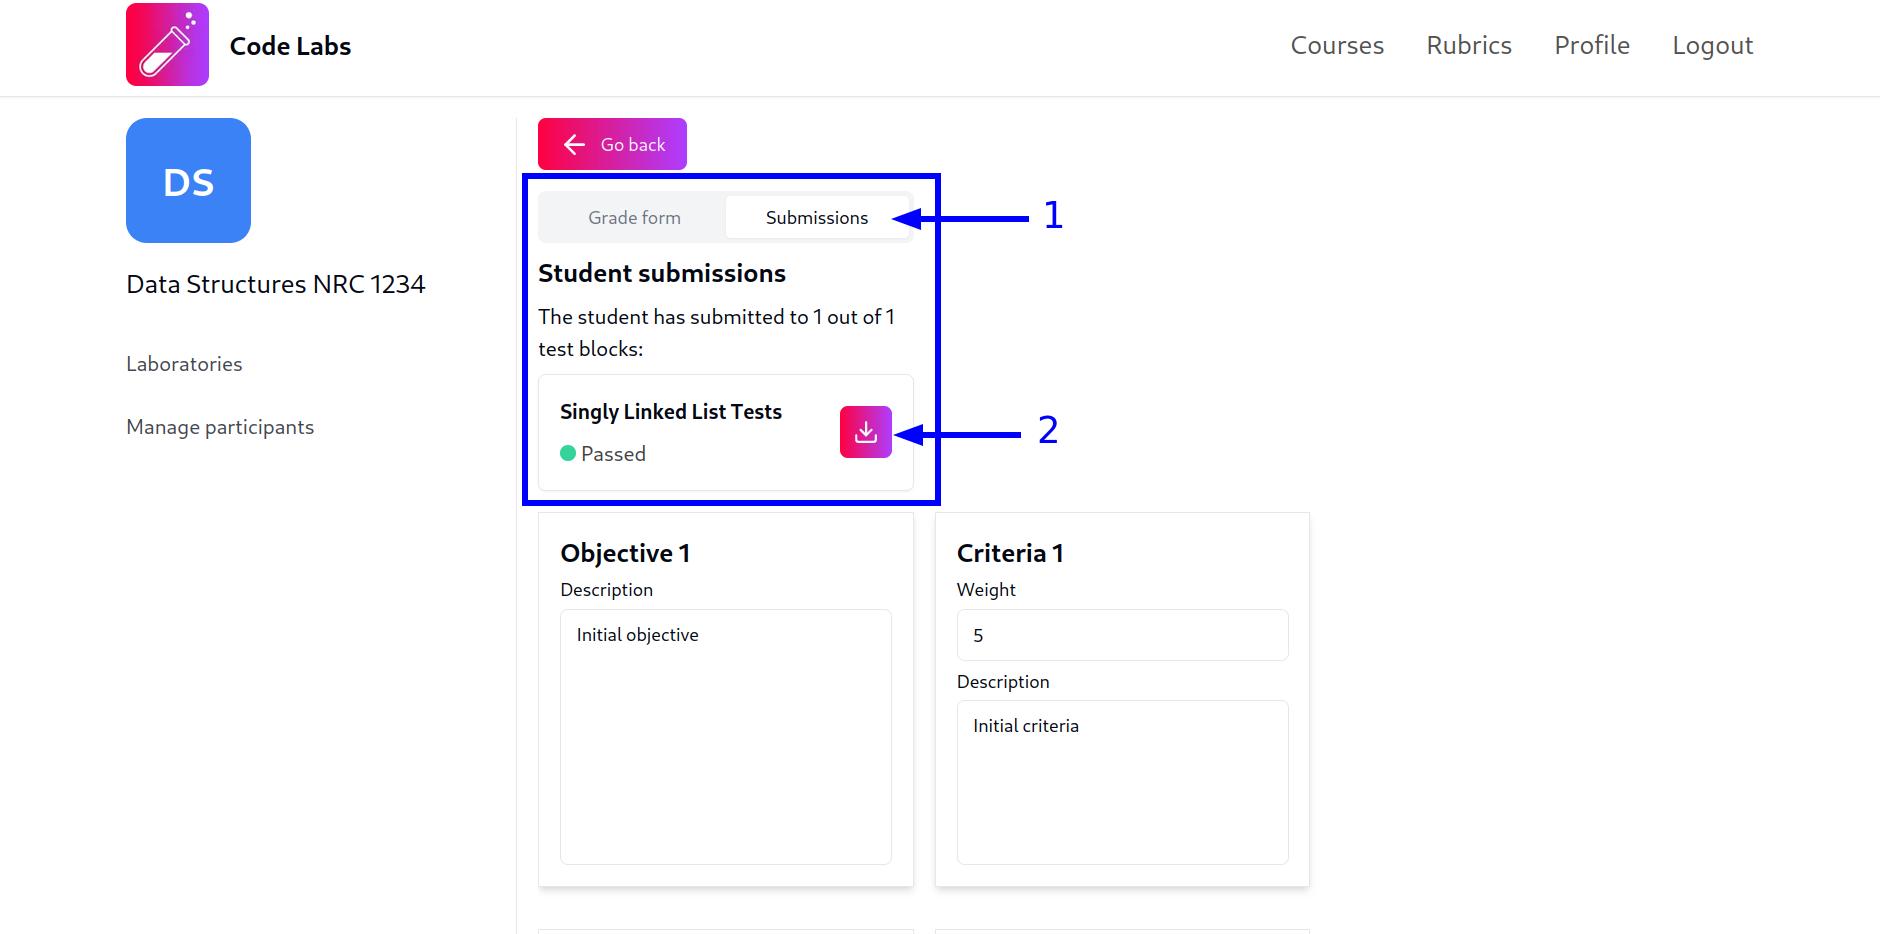 Code Labs
Courses
Rubrics
Profile
Logout
DS
Data Structures NRC 1234
Laboratories
Manage participants
Go back
Grade form
Submissions
1
Student submissions
The student has submitted to 1 out of 1
test blocks:
Singly Linked List Tests
Passed
2
Objective 1
Description
Initial objective
Criteria 1
Weight
5
Description
Initial criteria